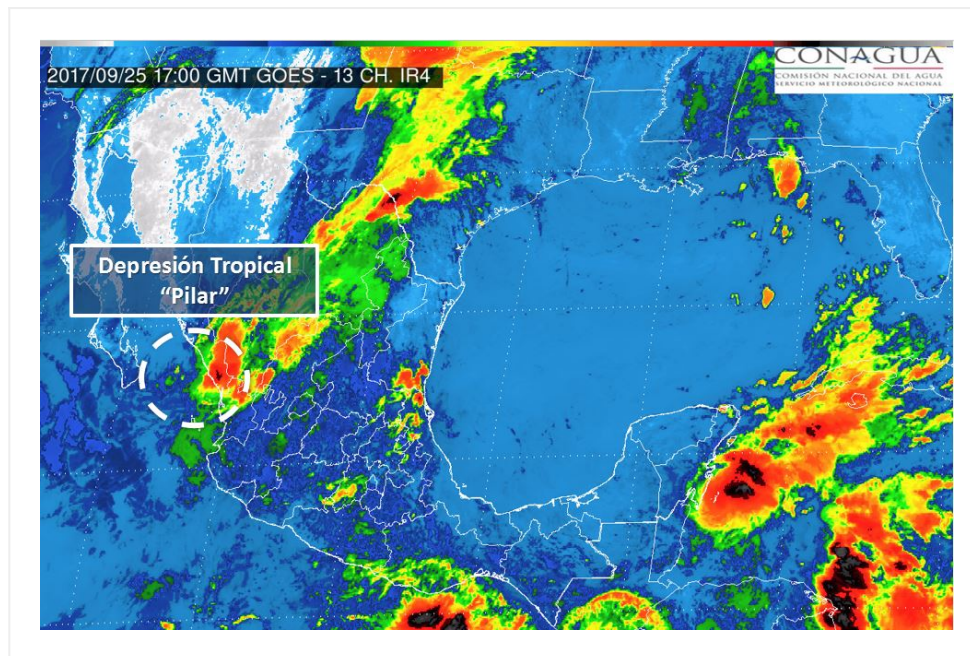 2017/09/25 17:00 GMT GOES - 13 CH. IR4
CONAGUA
COMISIÓN NACIONAL DEL AGUA
SERVICIO METEOROLÓGICO NACIONAL
Depresión Tropical
“Pilar”